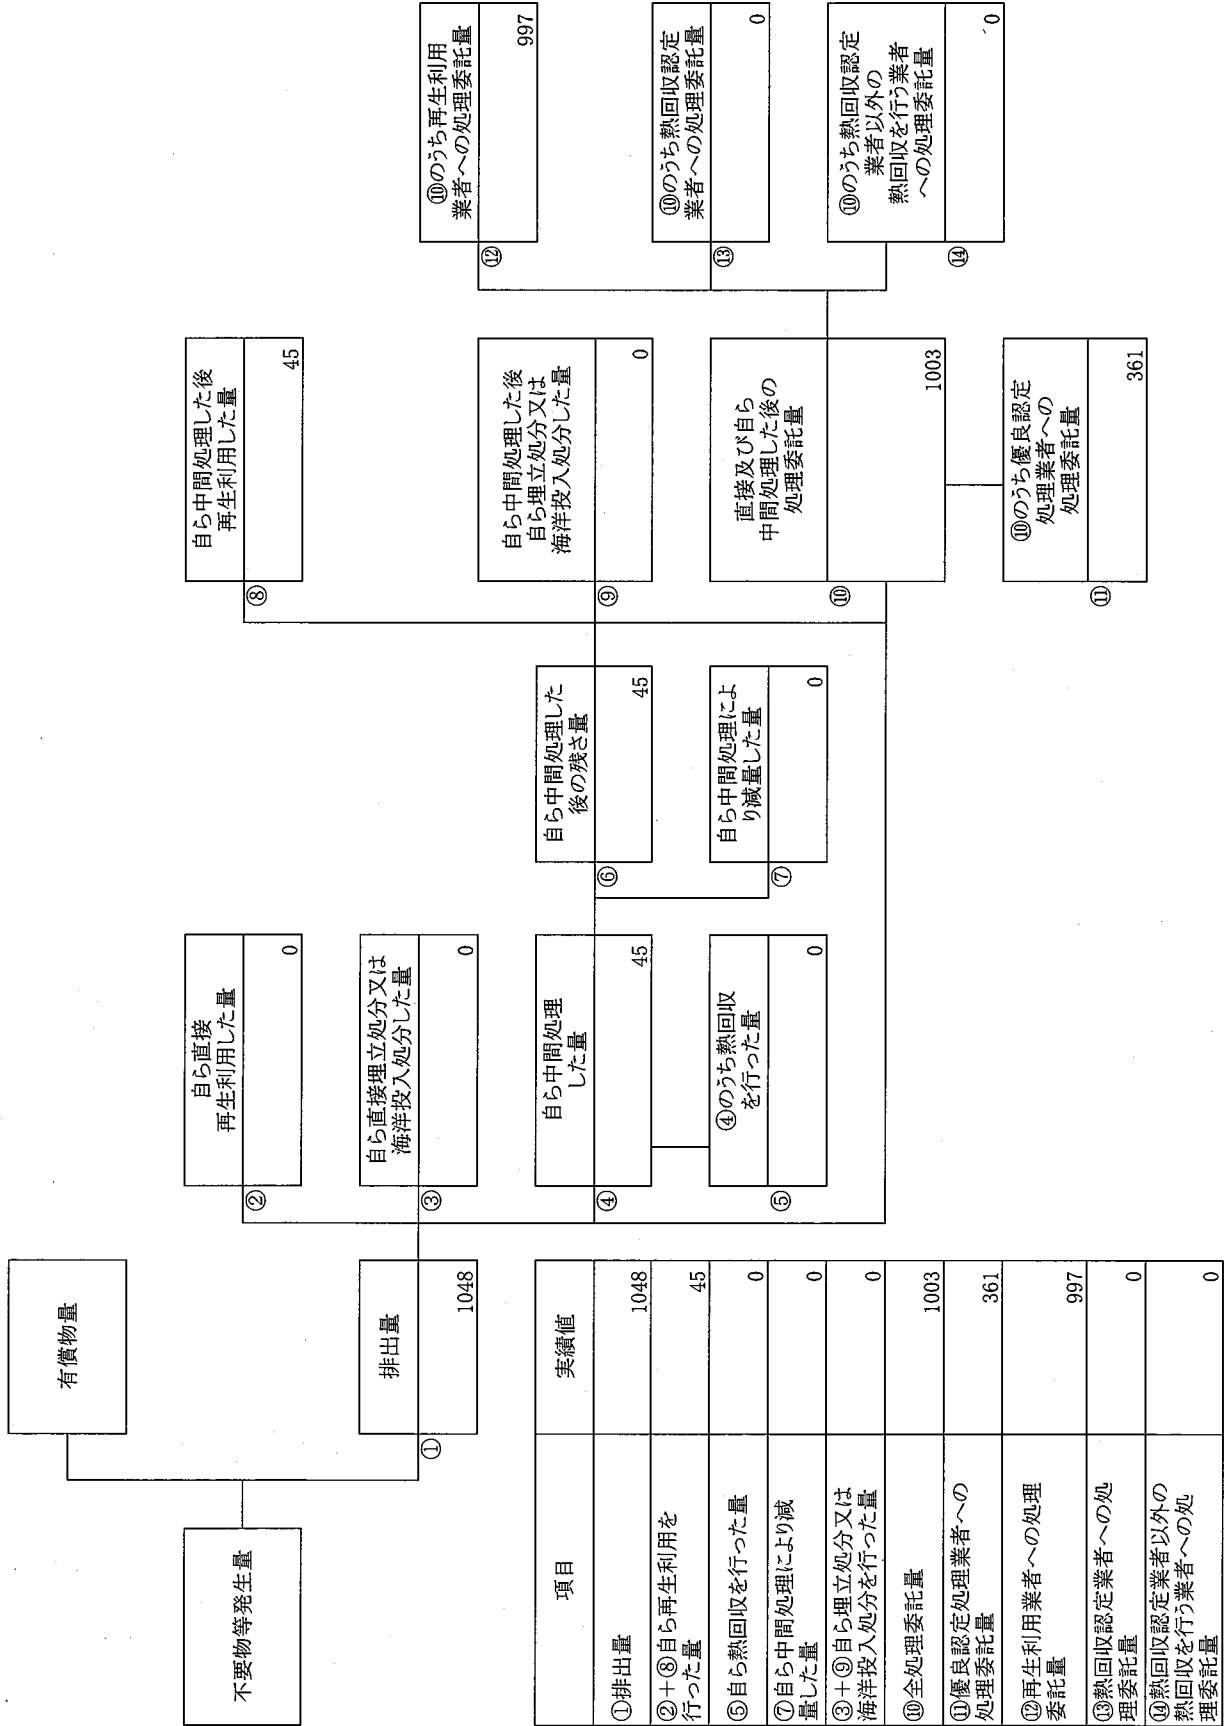 不要物等発生量
有償物量
①
排出量
1048
②
自ら直接
再生利用した量
0
③
自ら直接埋立処分又は
海洋投入処分した量
0
④
自ら中間処理
した量
45
⑤
④のうち熱回収
を行った量
0
⑥
自ら中間処理した
後の残さ量
45
⑦
自ら中間処理によ
り減量した量
0
⑧
自ら中間処理した後
再生利用した量
45
⑨
自ら中間処理した後
自ら埋立処分又は
海洋投入処分した量
0
⑩
直接及び自ら
中間処理した後の
処理委託量
1003
⑪
⑩のうち優良認定
処理業者への
処理委託量
361
⑫
⑩のうち再生利用
業者への処理委託量
997
⑬
⑩のうち熱回収認定
業者への処理委託量
0
⑭
⑩のうち熱回収認定
業者以外の
熱回収を行う業者
への処理委託量
0
項目 実績値
①排出量 1048
②+⑧自ら再生利用を
行った量 45
⑤自ら熱回収を行った量 0
⑦自ら中間処理により減
量した量 0
③+⑨自ら埋立処分又は
海洋投入処分を行った量 0
⑩全処理委託量 1003
⑪優良認定処理業者への
処理委託量 361
⑫再生利用業者への処理
委託量 997
⑬熱回収認定業者への処
理委託量 0
⑭熱回収認定業者以外の
熱回収を行う業者への処
理委託量 0